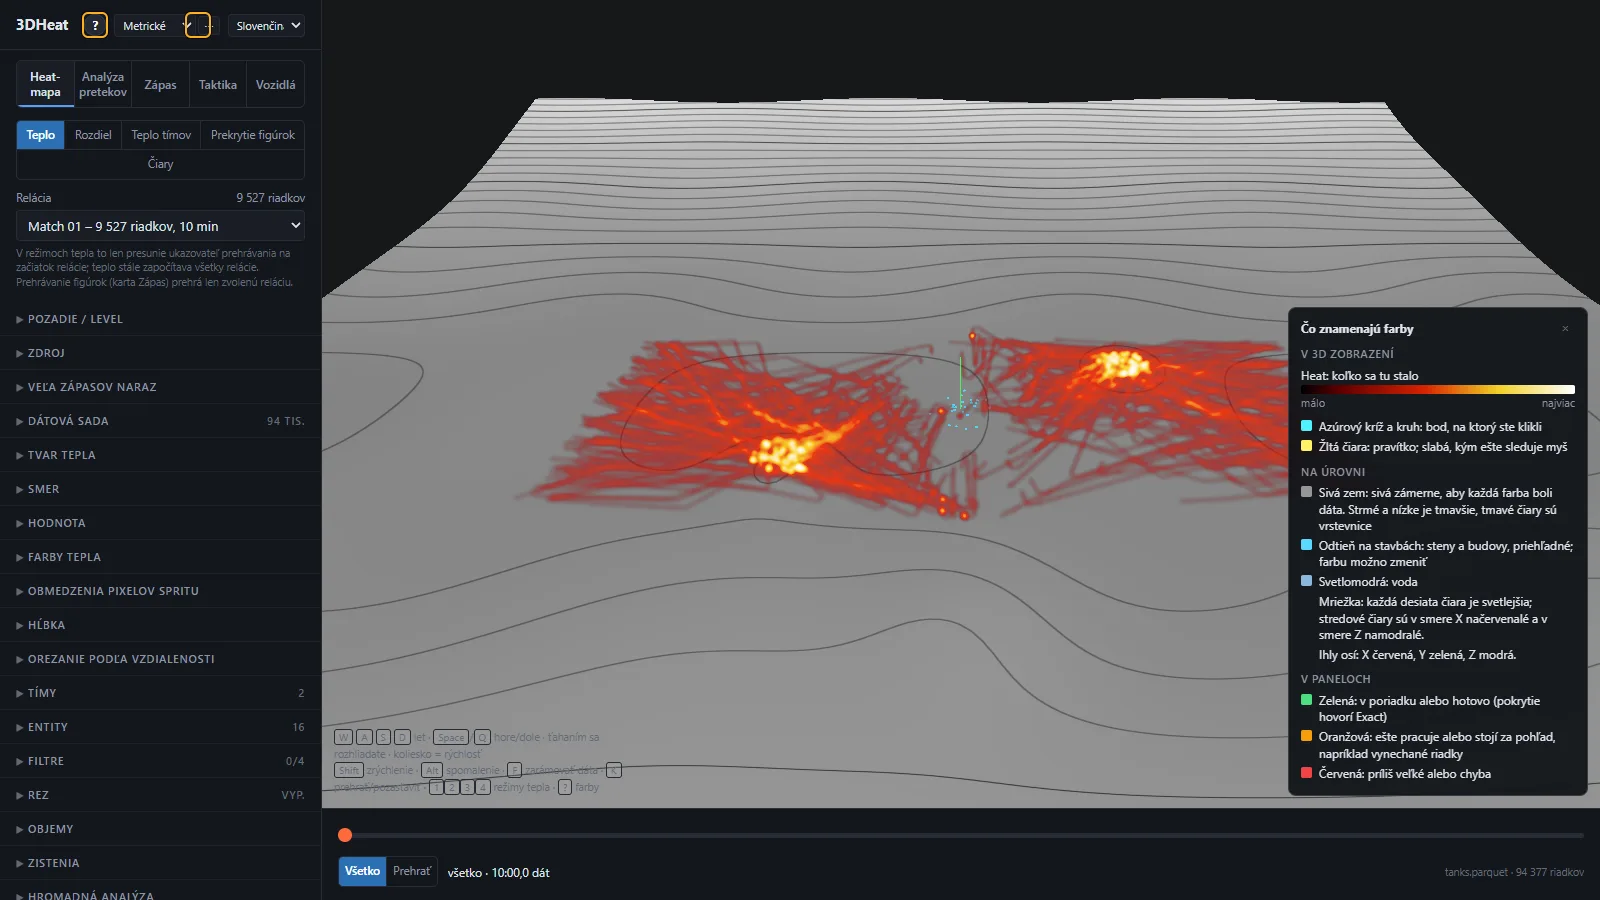 3DHeat
?
Metrické
Slovenčin
Heat-
mapa
Analýza
pretekov
Zápas
Taktika
Vozidlá
Teplo
Rozdiel
Teplo tímov
Prekrytie figúrok
Čiary
Relácia
9 527 riadkov
Match 01 – 9 527 riadkov, 10 min
V režimoch tepla to len presunie ukazovateľ prehrávania na
začiatok relácie; teplo stále započítava všetky relácie.
Prehrávanie figúrok (karta Zápas) prehrá len zvolenú reláciu.
POZADIE / LEVEL
ZDROJ
VEĽA ZÁPASOV NARAZ
DÁTOVÁ SADA 94 TIS.
TVAR TEPLA
SMER
HODNOTA
FARBY TEPLA
OBMEDZENIA PIXELOV SPRITU
HĹBKA
OREZANIE PODĽA VZDIALENOSTI
TÍMY 2
ENTITY 16
FILTRE 0/4
REZ VYP.
OBJEMY
ZISTENIA
HROMADNÁ ANALÝZA
W A S D let · Space / Q hore/dole · ťahaním sa
rozhliadate · koliesko = rýchlosť
Shift zrýchlenie · Alt spomalenie · F zarámovať dáta · K
prehrať/pozastaviť · 1 2 3 4 režimy tepla · ? farby
Čo znamenajú farby ×
V 3D ZOBRAZENÍ
Heat: koľko sa tu stalo
málo najviac
Azúrový kríž a kruh: bod, na ktorý ste klikli
Žltá čiara: pravítko; slabá, kým ešte sleduje myš
NA ÚROVNI
Sivá zem: sivá zámerne, aby každá farba boli
dáta. Strmé a nízke je tmavšie, tmavé čiary sú
vrstevnice
Odtieň na stavbách: steny a budovy, priehľadné;
farbu možno zmeniť
Svetlomodrá: voda
Mriežka: každá desiata čiara je svetlejšia;
stredové čiary sú v smere X načervenalé a v
smere Z namodralé.
Ihly osí: X červená, Y zelená, Z modrá.
V PANELOCH
Zelená: v poriadku alebo hotovo (pokrytie
hovorí Exact)
Oranžová: ešte pracuje alebo stojí za pohľad,
napríklad vynechané riadky
Červená: príliš veľké alebo chyba
Všetko
Prehrať
všetko · 10:00,0 dát
tanks.parquet · 94 377 riadkov